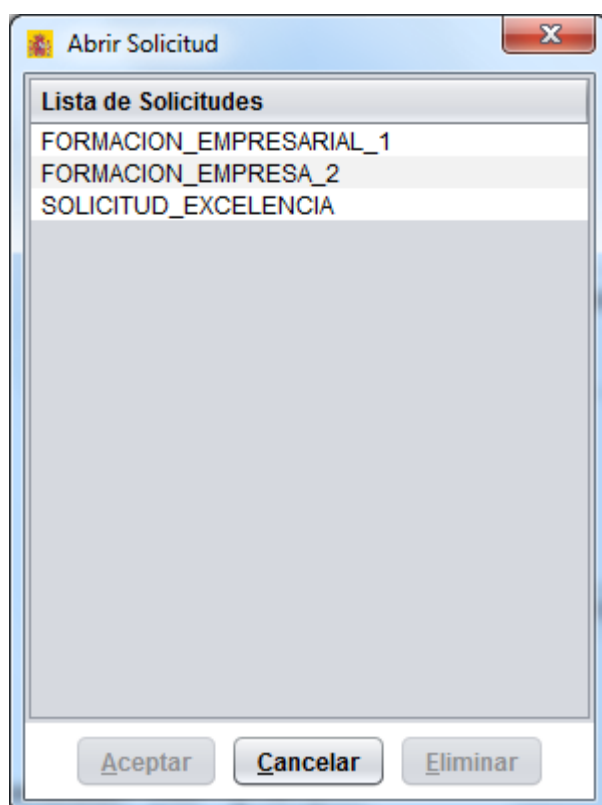 Abrir Solicitud
Lista de Solicitudes
FORMACION_EMPRESARIAL_1
FORMACION_EMPRESA_2
SOLICITUD_EXCELENCIA
Aceptar Cancelar Eliminar